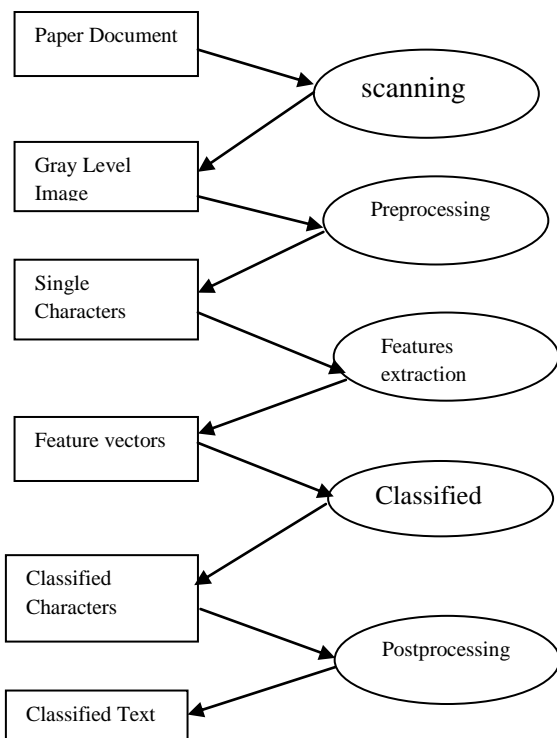 Paper Document
scanning
Gray Level
Image
Preprocessing
Single
Characters
Features
extraction
Feature vectors
Classified
Classified
Characters
Postprocessing
Classified Text